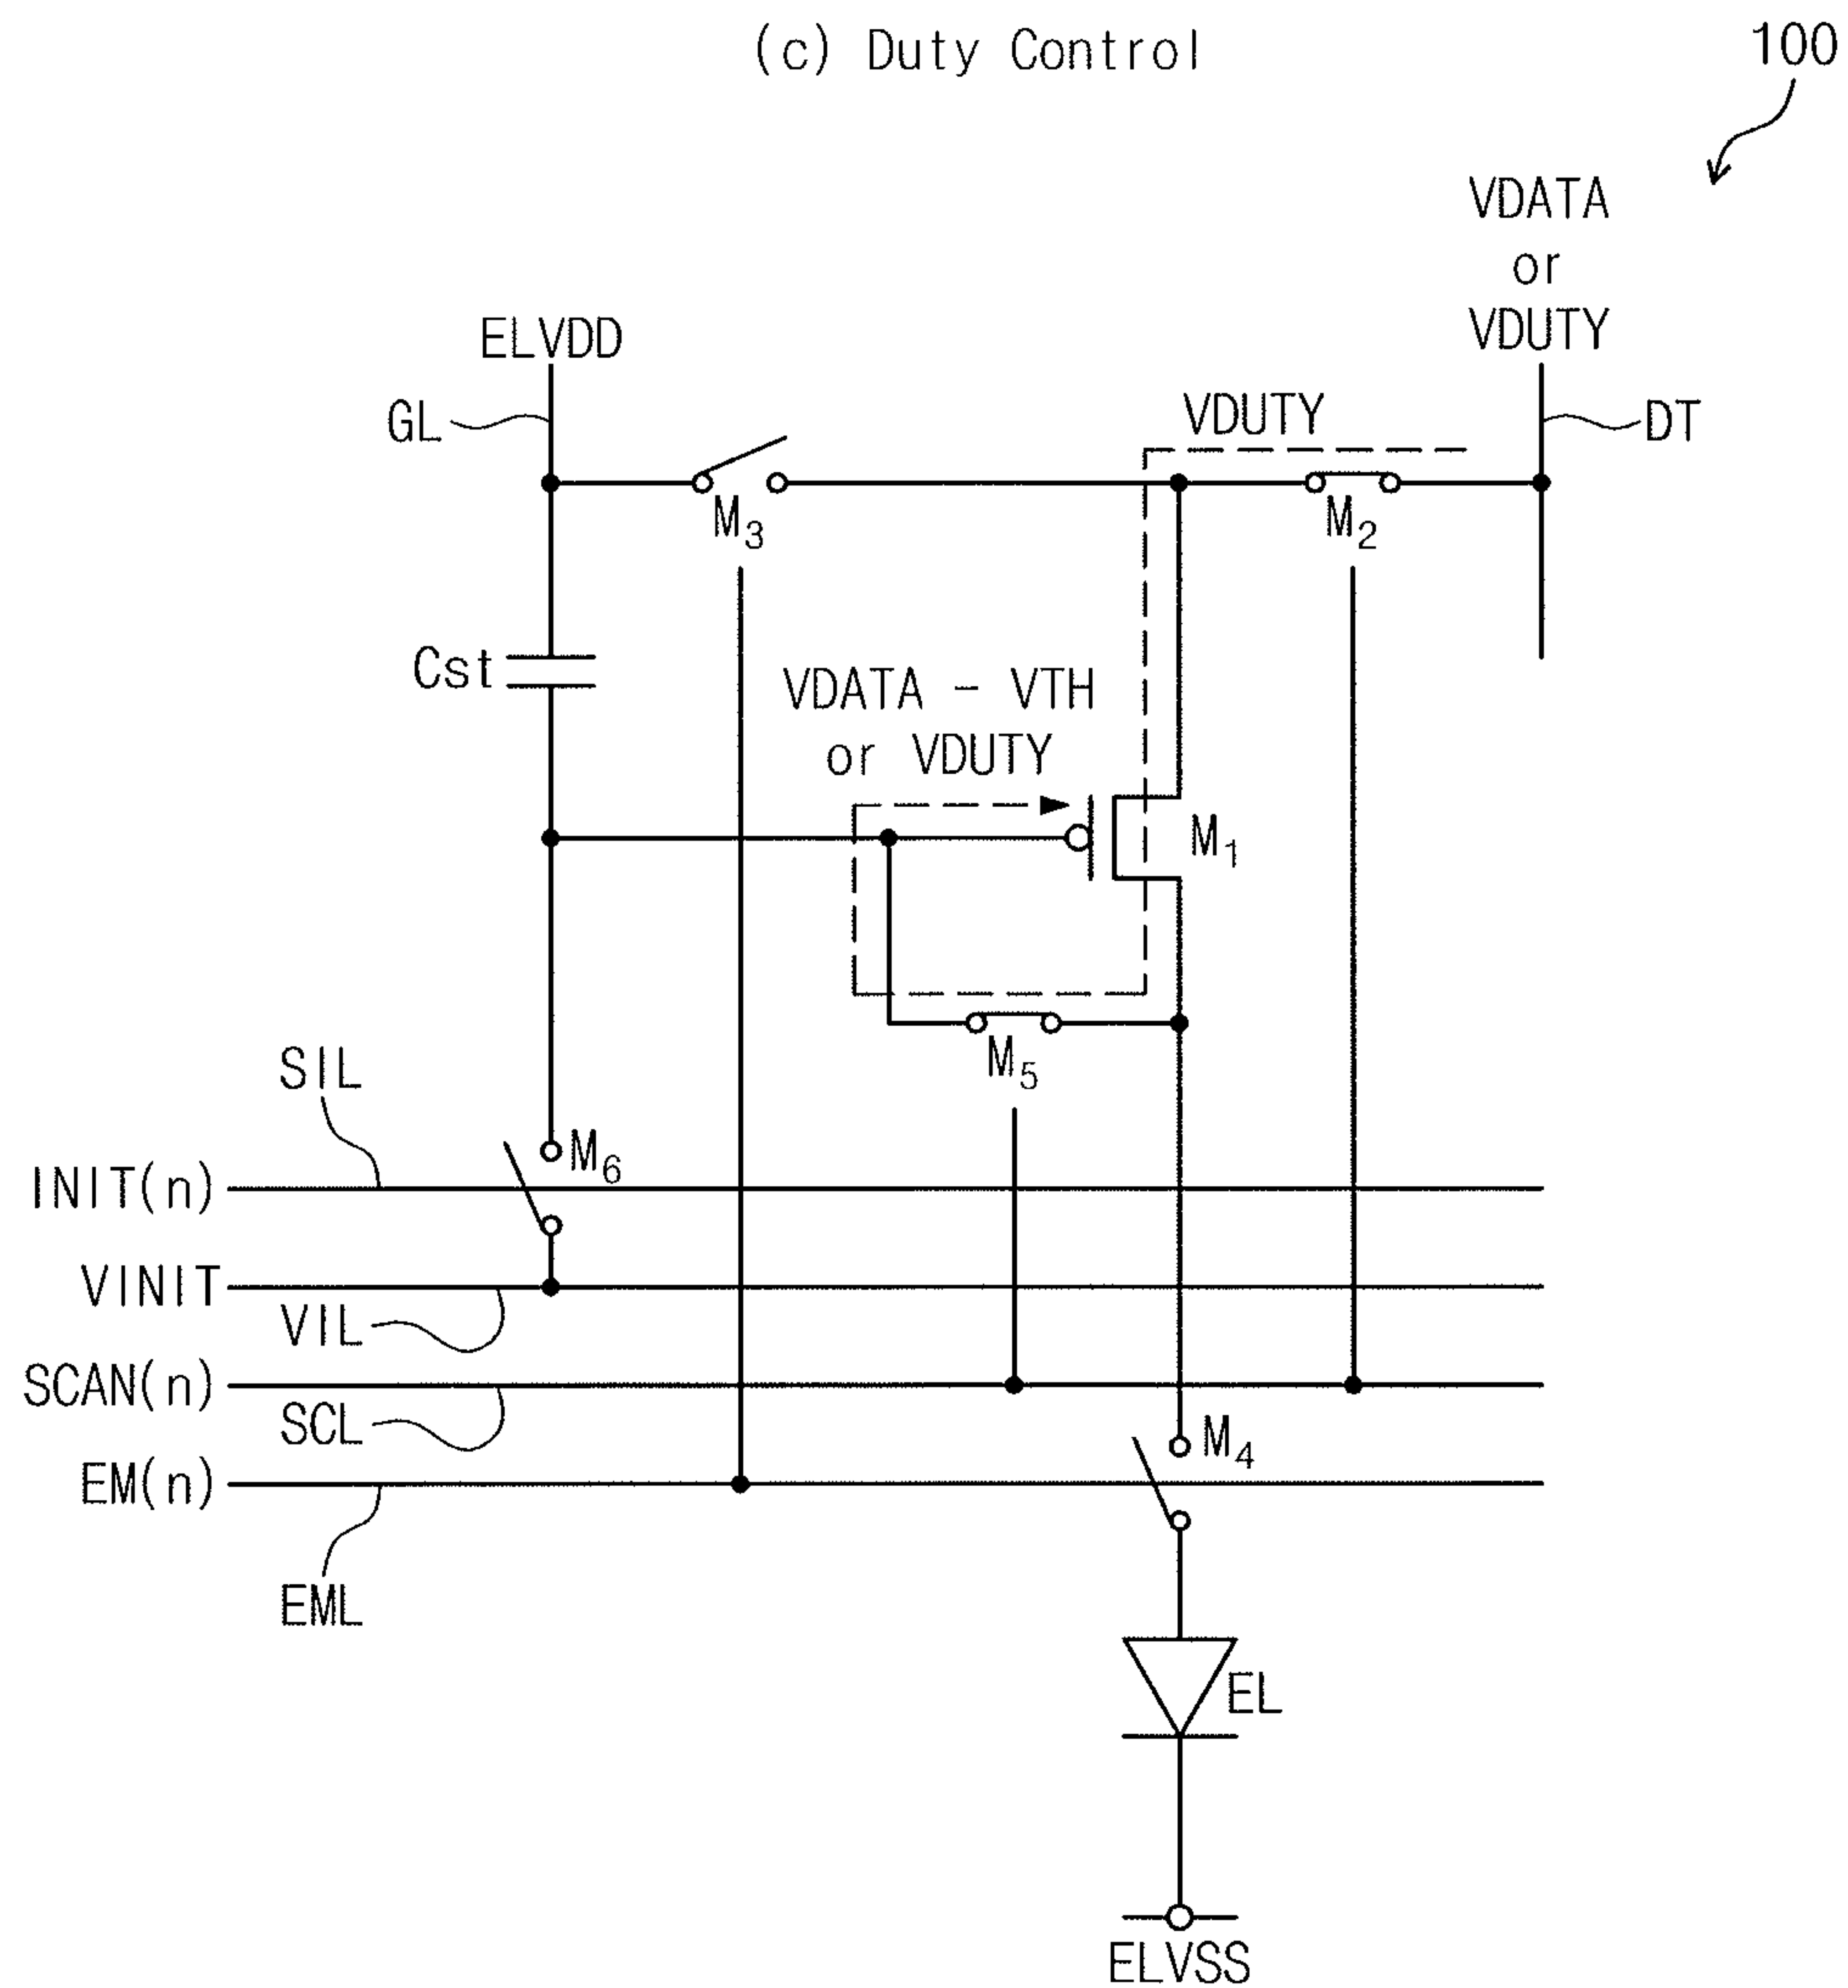 (c) Duty Control
100
VDATA
or
VDUTY
ELVDD
GL
VDUTY
DT
M3
M2
Cst
VDATA - VTH
or VDUTY
M1
M5
SIL
M6
INIT(n)
VINIT
VIL
SCAN(n)
SCL
M4
EM(n)
EML
EL
ELVSS